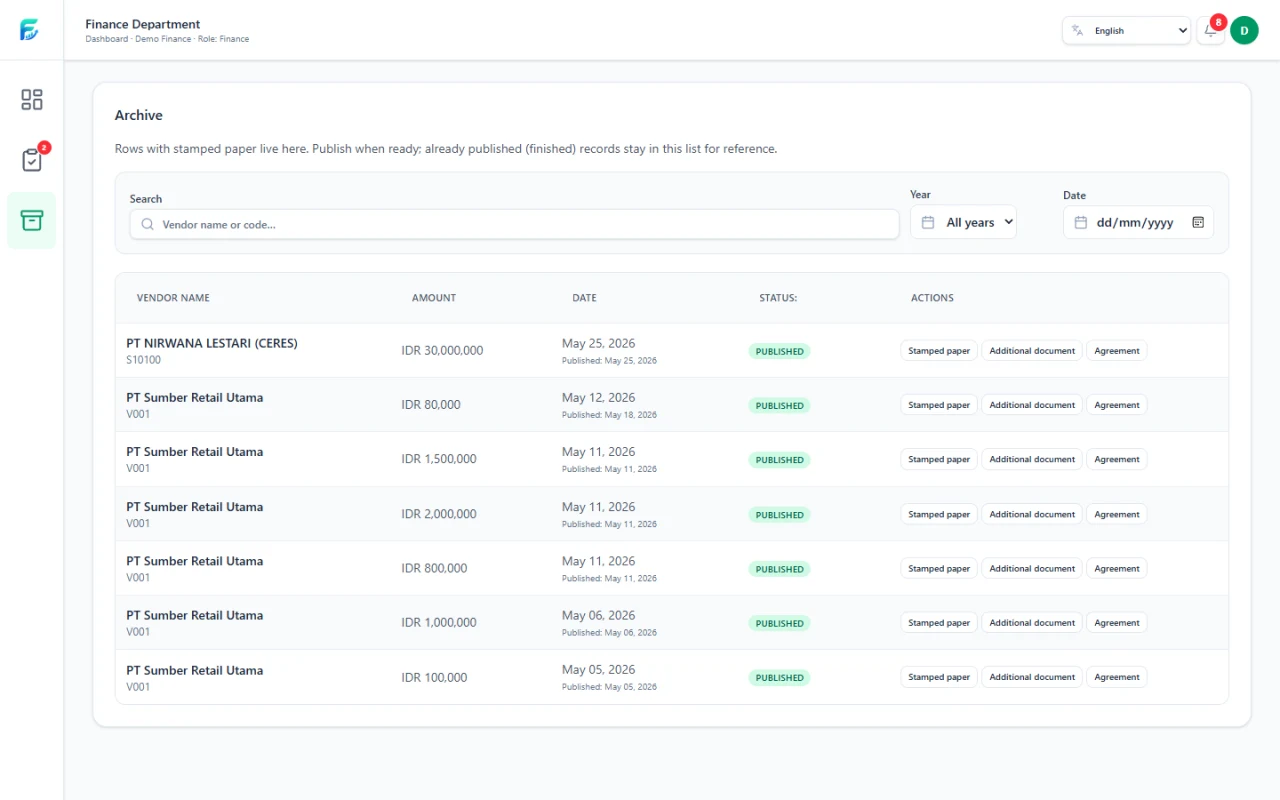 Finance Department
Dashboard · Demo Finance · Role: Finance
English
8
D
2
Archive
Rows with stamped paper live here. Publish when ready; already published (finished) records stay in this list for reference.
Search
Year
Date
Vendor name or code...
All years
dd/mm/yyyy
VENDOR NAME AMOUNT DATE STATUS: ACTIONS
PT NIRWANA LESTARI (CERES)
S10100
IDR 30,000,000
May 25, 2026
Published: May 25, 2026
PUBLISHED
Stamped paper Additional document Agreement
PT Sumber Retail Utama
V001
IDR 80,000
May 12, 2026
Published: May 18, 2026
PUBLISHED
Stamped paper Additional document Agreement
PT Sumber Retail Utama
V001
IDR 1,500,000
May 11, 2026
Published: May 11, 2026
PUBLISHED
Stamped paper Additional document Agreement
PT Sumber Retail Utama
V001
IDR 2,000,000
May 11, 2026
Published: May 11, 2026
PUBLISHED
Stamped paper Additional document Agreement
PT Sumber Retail Utama
V001
IDR 800,000
May 11, 2026
Published: May 11, 2026
PUBLISHED
Stamped paper Additional document Agreement
PT Sumber Retail Utama
V001
IDR 1,000,000
May 06, 2026
Published: May 06, 2026
PUBLISHED
Stamped paper Additional document Agreement
PT Sumber Retail Utama
V001
IDR 100,000
May 05, 2026
Published: May 05, 2026
PUBLISHED
Stamped paper Additional document Agreement